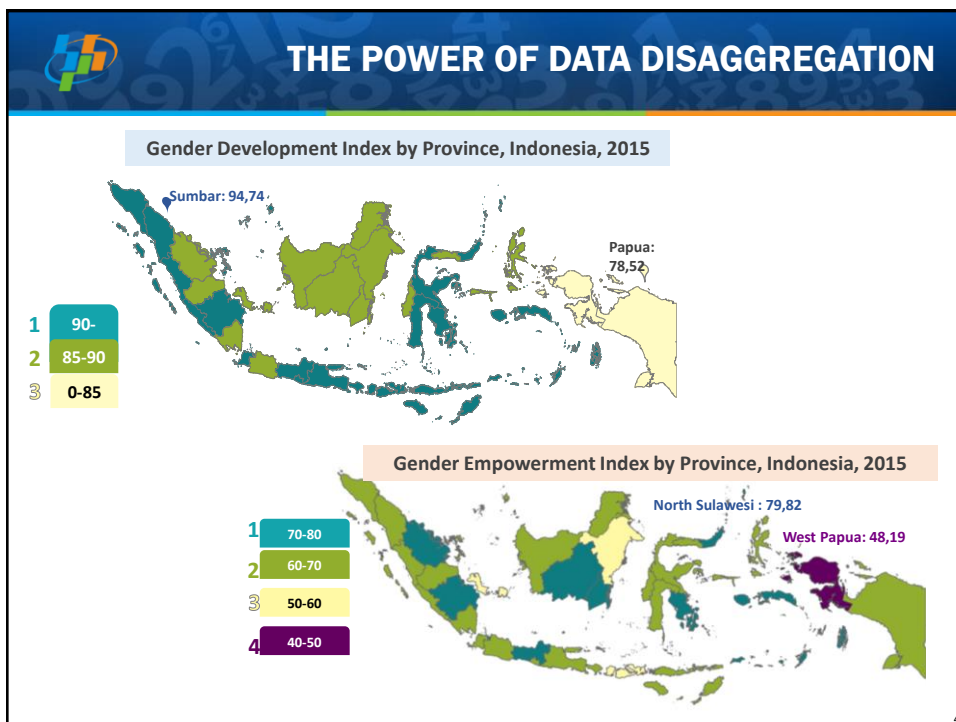 THE POWER OF DATA DISAGGREGATION
Gender Development Index by Province, Indonesia, 2015
Sumbar: 94,74
Papua:
78,52
1 90-
2 85-90
3 0-85
Gender Empowerment Index by Province, Indonesia, 2015
North Sulawesi : 79,82
West Papua: 48,19
1 70-80
2 60-70
3 50-60
4 40-50